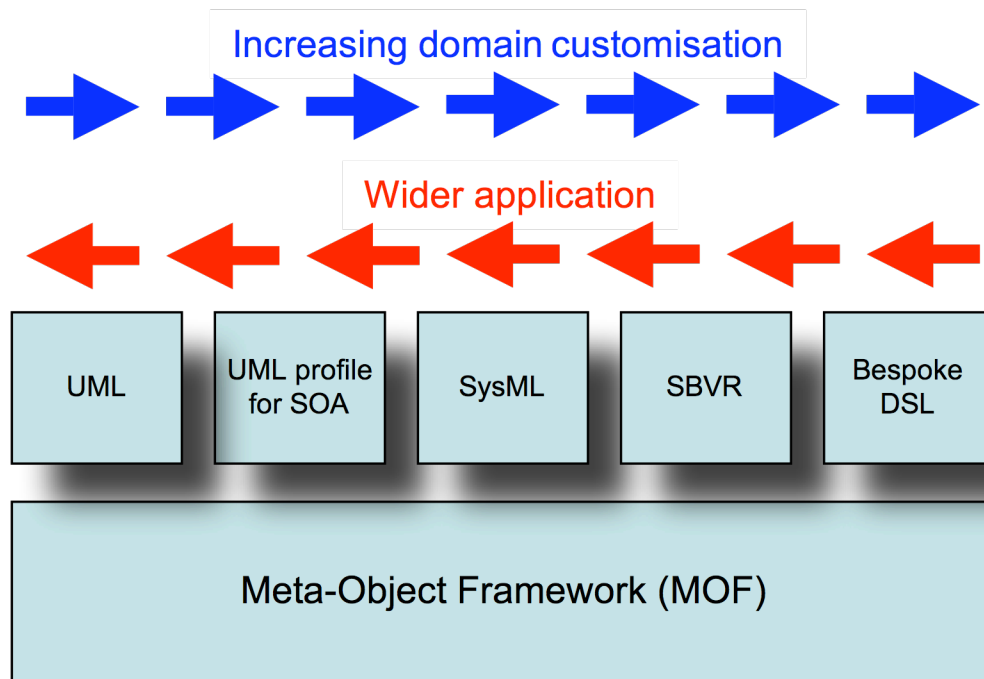 Increasing domain customisation
Wider application
UML
UML profile
for SOA
SysML
SBVR
Bespoke
DSL
Meta-Object Framework (MOF)